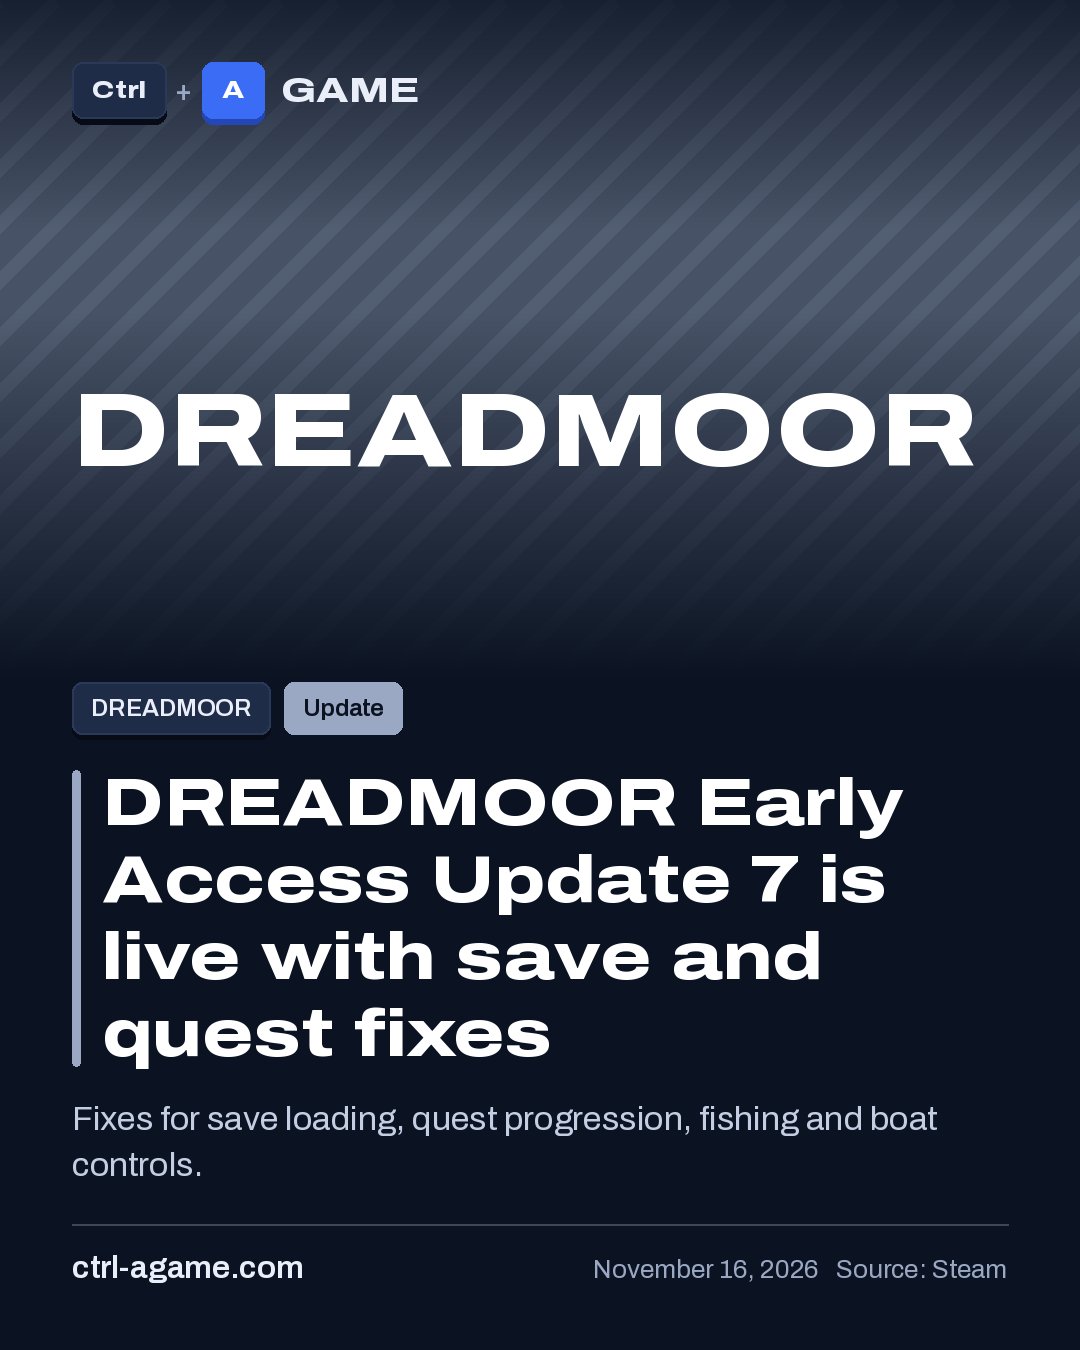 Ctrl + A GAME
DREADMOOR
DREADMOOR Update
DREADMOOR Early
Access Update 7 is
live with save and
quest fixes
Fixes for save loading, quest progression, fishing and boat
controls.
ctrl-agame.com November 16, 2026 Source: Steam